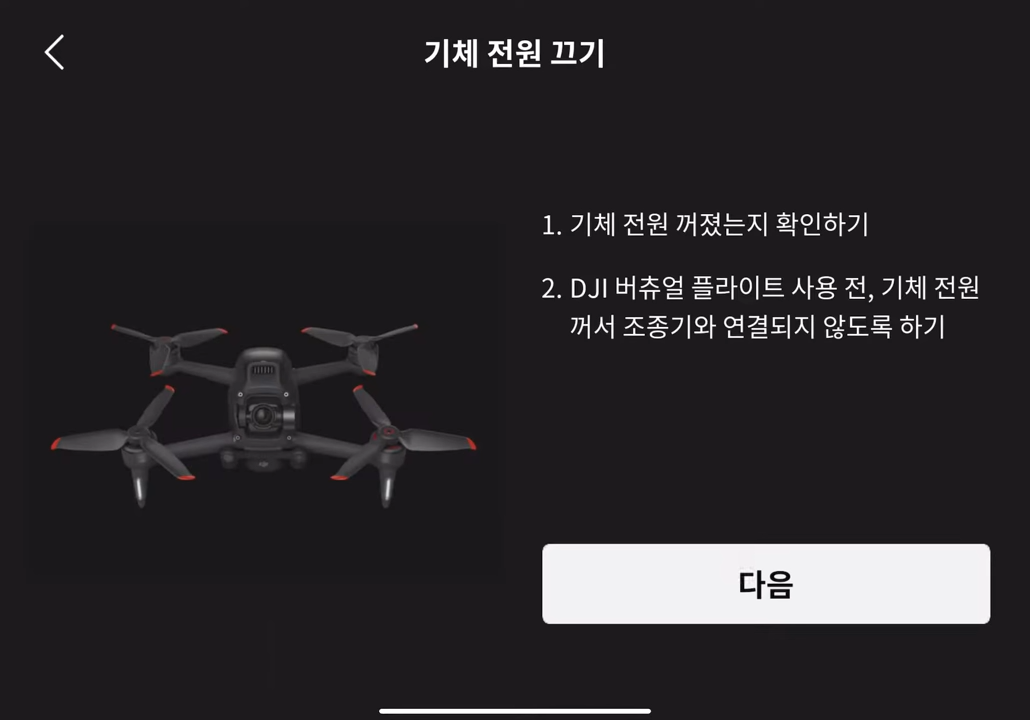 기체 전원 끄기
1. 기체 전원 꺼졌는지 확인하기
2. DJI 버츄얼 플라이트 사용 전, 기체 전원
꺼서 조종기와 연결되지 않도록 하기
다음